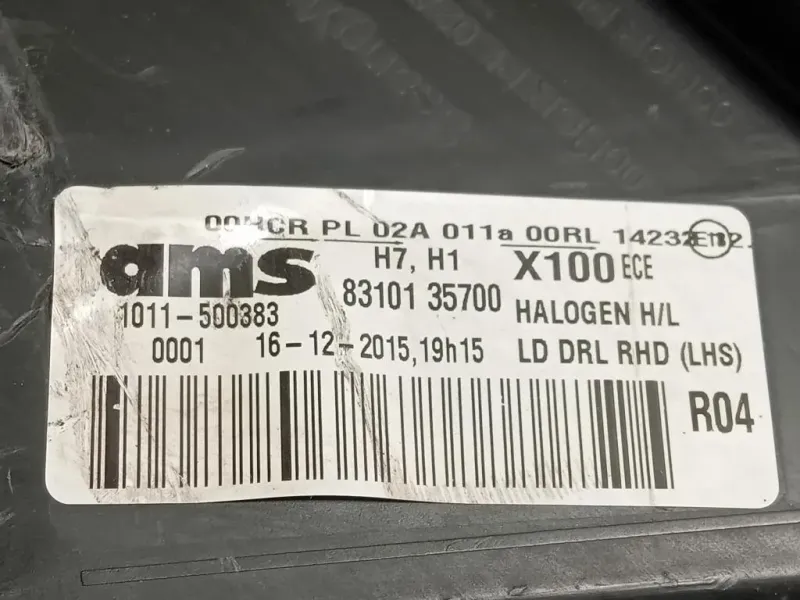 00HCR PL 02A 011a 00RL
ams
H7, H1
X100 ECE
83101 35700
HALOGEN H/L
1011-500383
0001 16-12-2015,19h15
LD DRL RHD (LHS)
R04